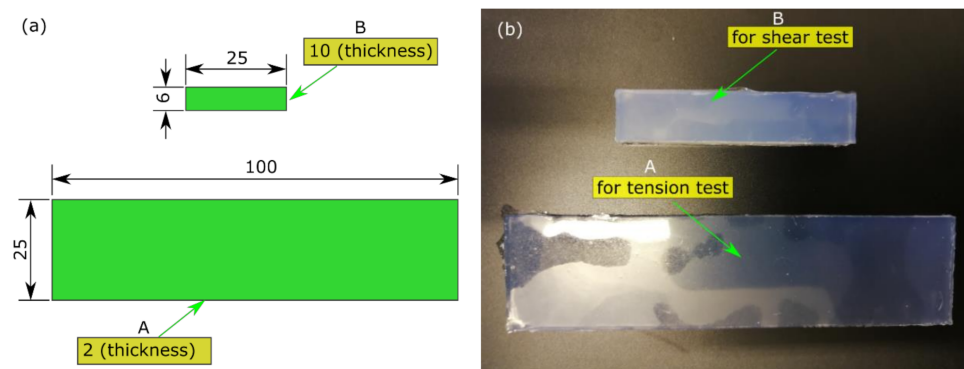 (a)
B
10 (thickness)
25
6
100
25
A
2 (thickness)
(b)
B
for shear test
A
for tension test